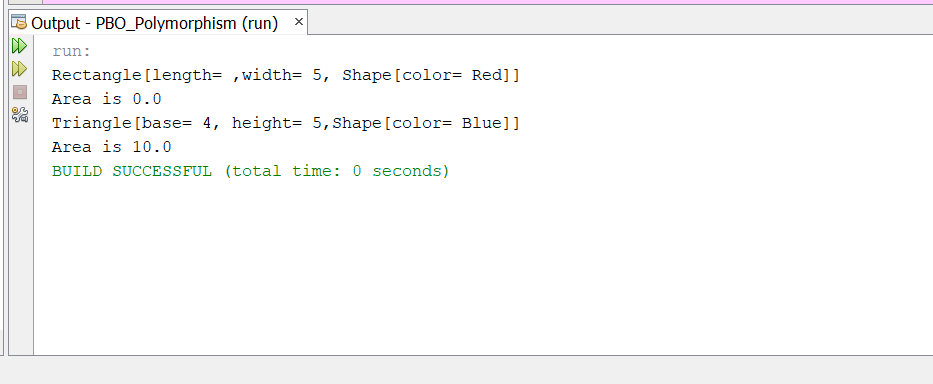 Output - PBO_Polymorphism (run) ×
run:
Rectangle[length= ,width= 5, Shape[color= Red]]
Area is 0.0
Triangle[base= 4, height= 5,Shape[color= Blue]]
Area is 10.0
BUILD SUCCESSFUL (total time: 0 seconds)